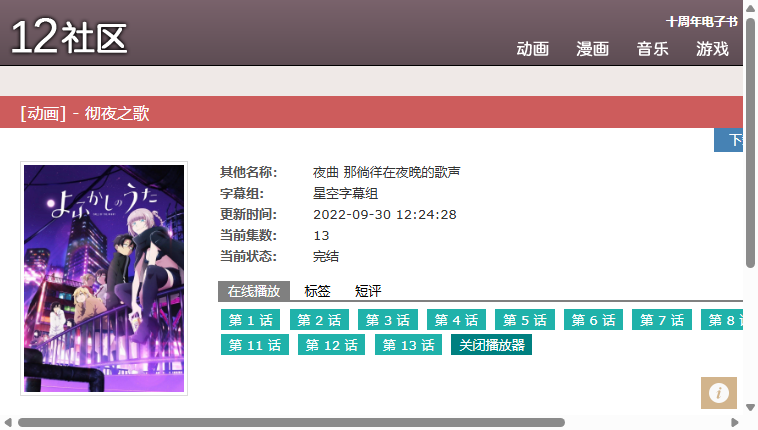 12社区
十周年电子书
动画 漫画 音乐 游戏
[动画] - 彻夜之歌
よふかしのうた
其他名称: 夜曲 那倘徉在夜晚的歌声
字幕组: 星空字幕组
更新时间: 2022-09-30 12:24:28
当前集数: 13
当前状态: 完结
在线播放 标签 短评
第 1 话 第 2 话 第 3 话 第 4 话 第 5 话 第 6 话 第 7 话 第 8
第 11 话 第 12 话 第 13 话 关闭播放器